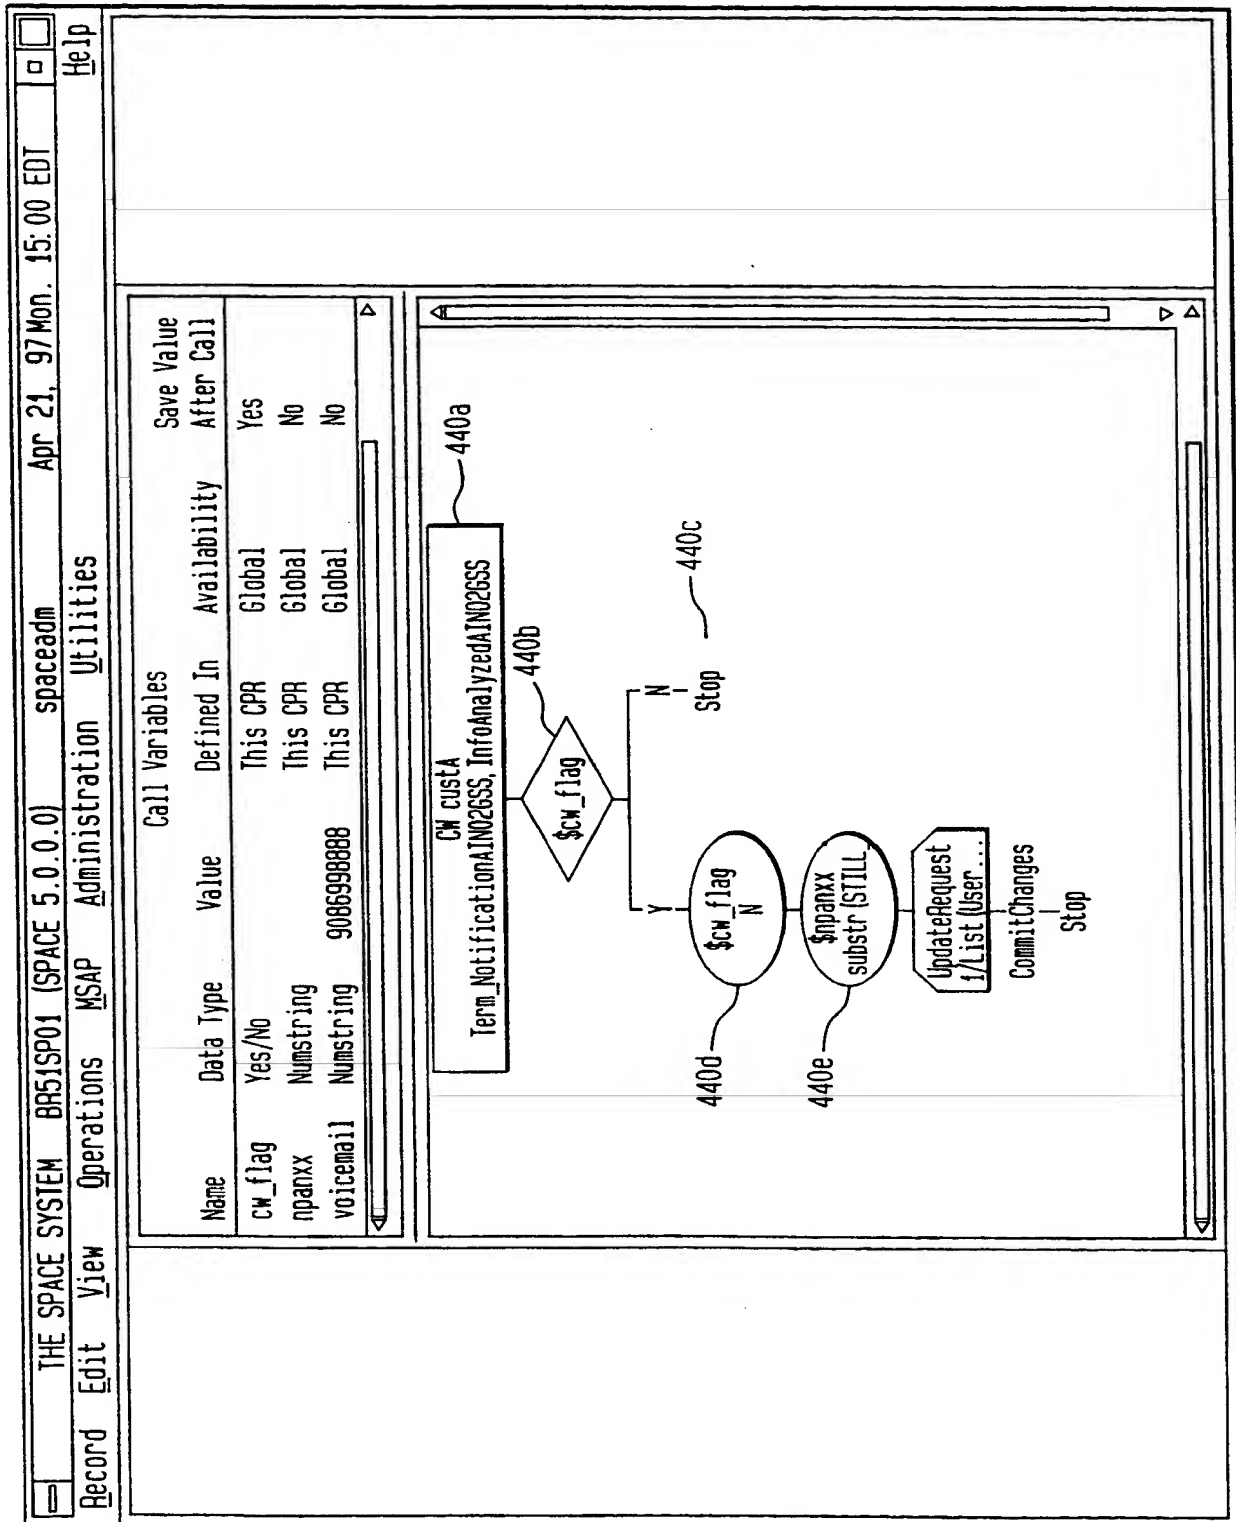 THE SPACE SYSTEM BR51SP01 (SPACE 5.0.0.0) spaceadm Apr 21, 97 Mon. 15:00 EDT
Record Edit View Operations MSAP Administration Utilities Help
Call Variables
Save Value
Name Data Type Value Defined In Availability After Call
cw_flag Yes/No This CPR Global Yes
npanxx Numstring This CPR Global No
voicemail Numstring 9086998888 This CPR Global No
CW custA
Term_NotificationAIN02GSS, InfoAnalyzedAIN02GSS
440a
$cw_flag
440b
Y
N
Stop
440c
$cw_flag
N
440d
$npanxx
substr (STILL_
440e
UpdateRequest
1/List (User...
CommitChanges
Stop